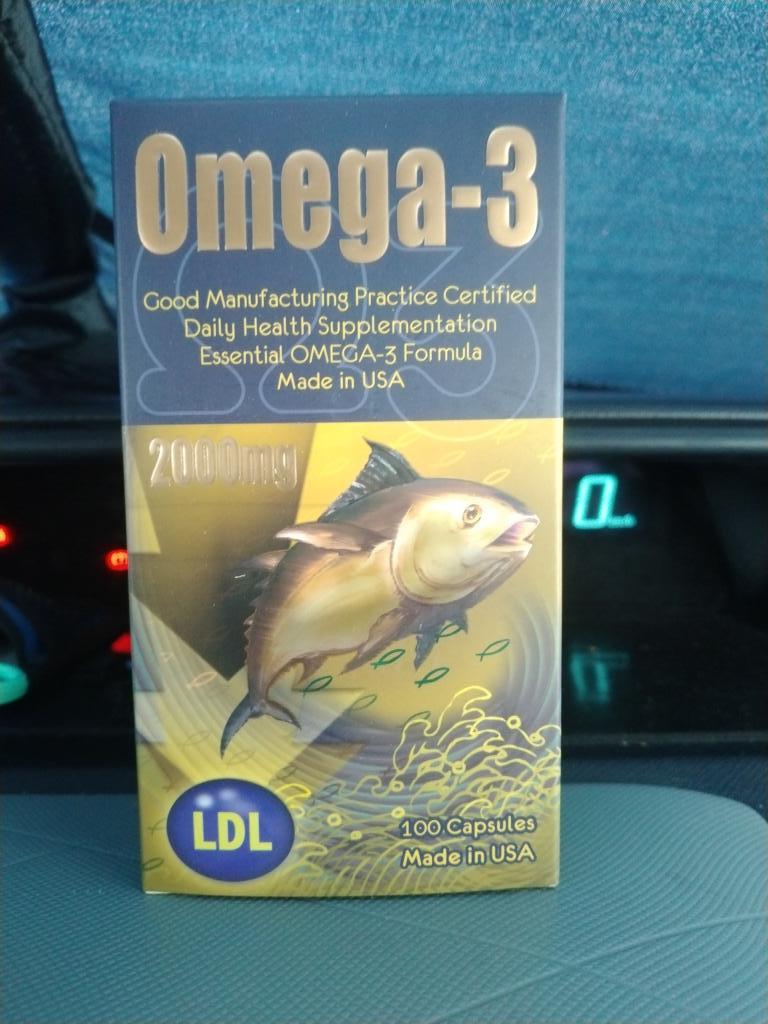 Omega-3
Good Manufacturing Practice Certified
Daily Health Supplementation
Essential OMEGA-3 Formula
Made in USA
2000mg
0
LDL
100 Capsules
Made in USA